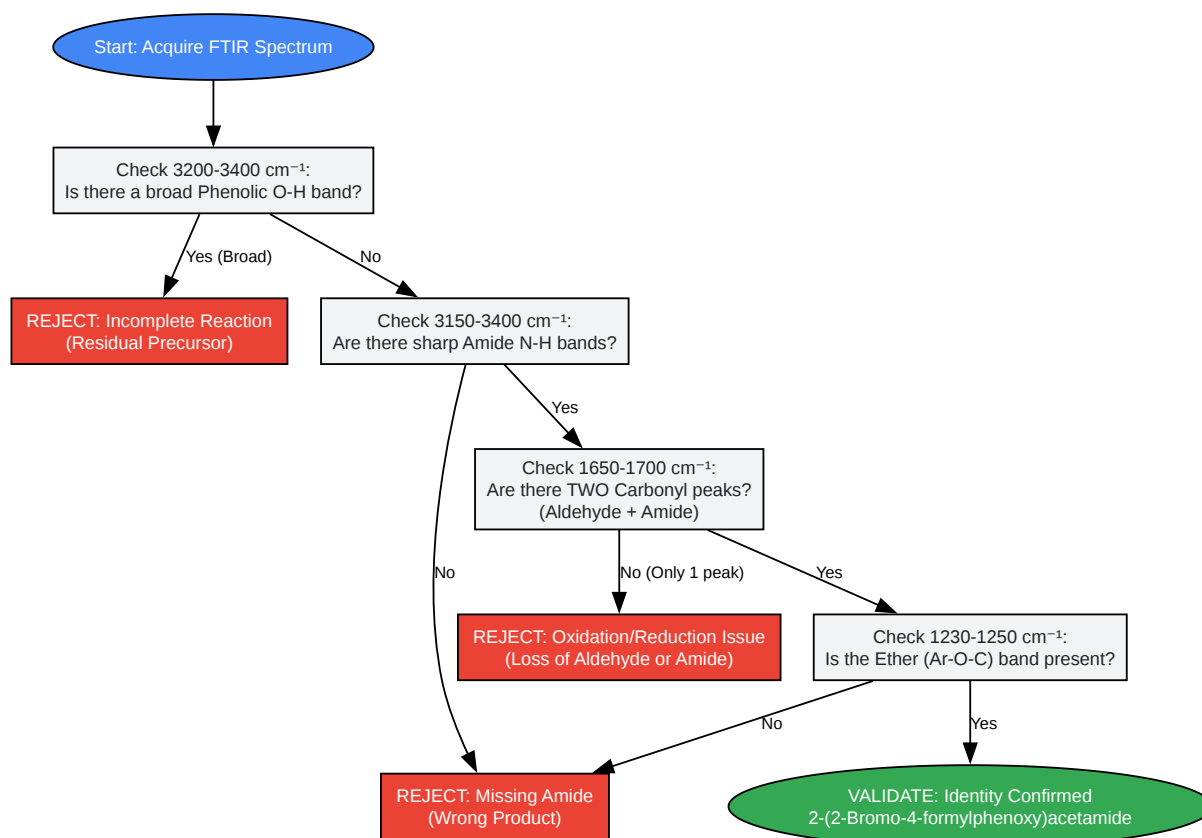 Start: Acquire FTIR Spectrum
Check 3200-3400 cm⁻¹:
Is there a broad Phenolic O-H band?
Yes (Broad)
No
REJECT: Incomplete Reaction
(Residual Precursor)
Check 3150-3400 cm⁻¹:
Are there sharp Amide N-H bands?
Yes
Check 1650-1700 cm⁻¹:
Are there TWO Carbonyl peaks?
(Aldehyde + Amide)
No
No (Only 1 peak)
Yes
REJECT: Oxidation/Reduction Issue
(Loss of Aldehyde or Amide)
Check 1230-1250 cm⁻¹:
Is the Ether (Ar-O-C) band present?
No
Yes
REJECT: Missing Amide
(Wrong Product)
VALIDATE: Identity Confirmed
2-(2-Bromo-4-formylphenoxy)acetamide